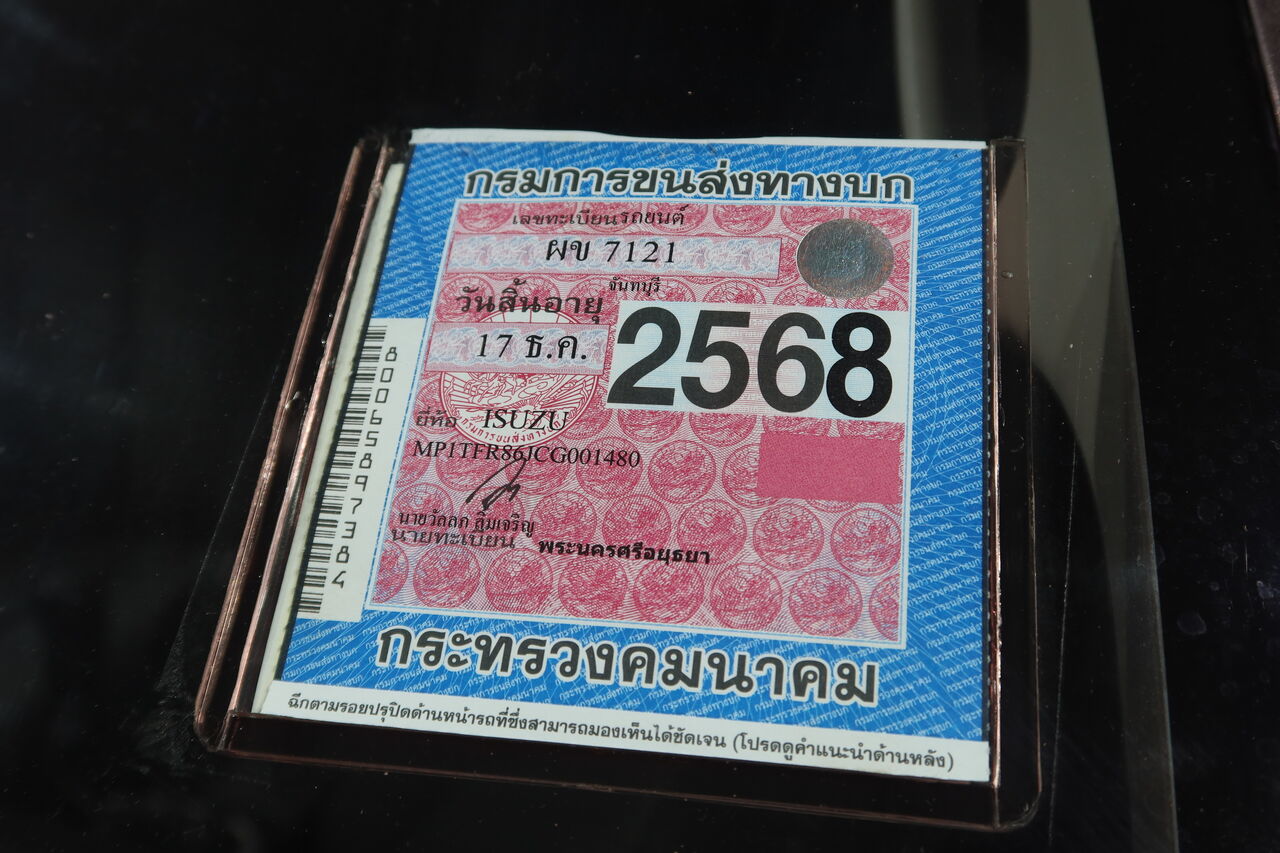 กรมการขนส่งทางบก
เลขทะเบียนรถยนต์
ผข 7121
จันทบุรี
วันสิ้นอายุ
17 ธ.ค.
2568
ยี่ห้อ ISUZU
MP1TFR86JCG001480
นายวัลลภ ลิ้มเจริญ
นายทะเบียน พระนครศรีอยุธยา
80065897384
กระทรวงคมนาคม
ฉีกตามรอยปรุปิดด้านหน้ารถที่ซึ่งสามารถมองเห็นได้ชัดเจน (โปรดดูคำแนะนำด้านหลัง)